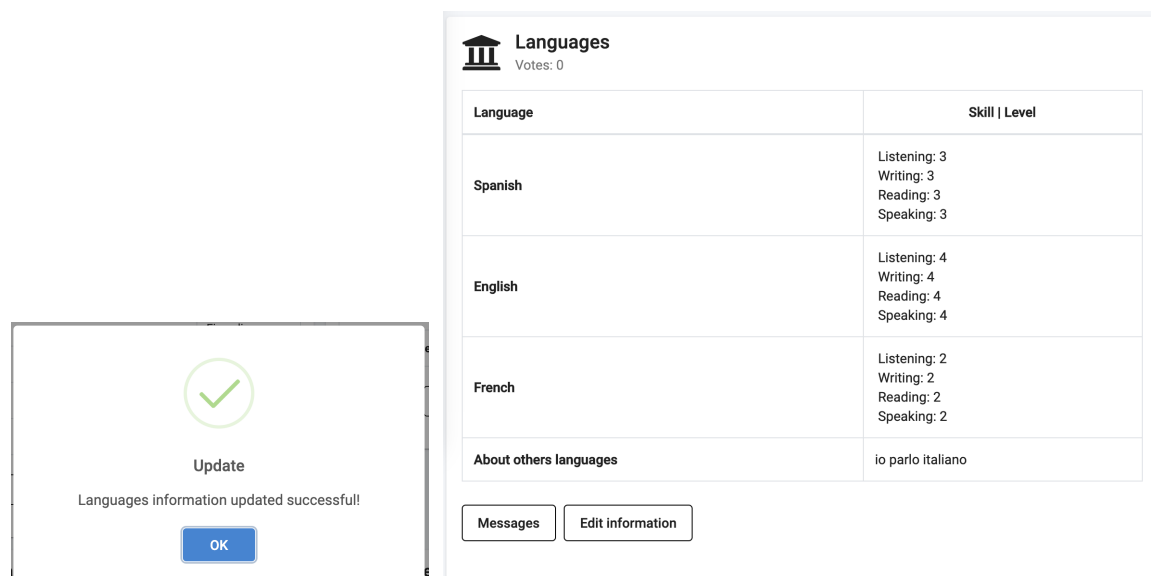 Update
Languages information updated successful!
OK
Languages
Votes: 0
Language
Skill | Level
Spanish
Listening: 3
Writing: 3
Reading: 3
Speaking: 3
English
Listening: 4
Writing: 4
Reading: 4
Speaking: 4
French
Listening: 2
Writing: 2
Reading: 2
Speaking: 2
About others languages
io parlo italiano
Messages
Edit information